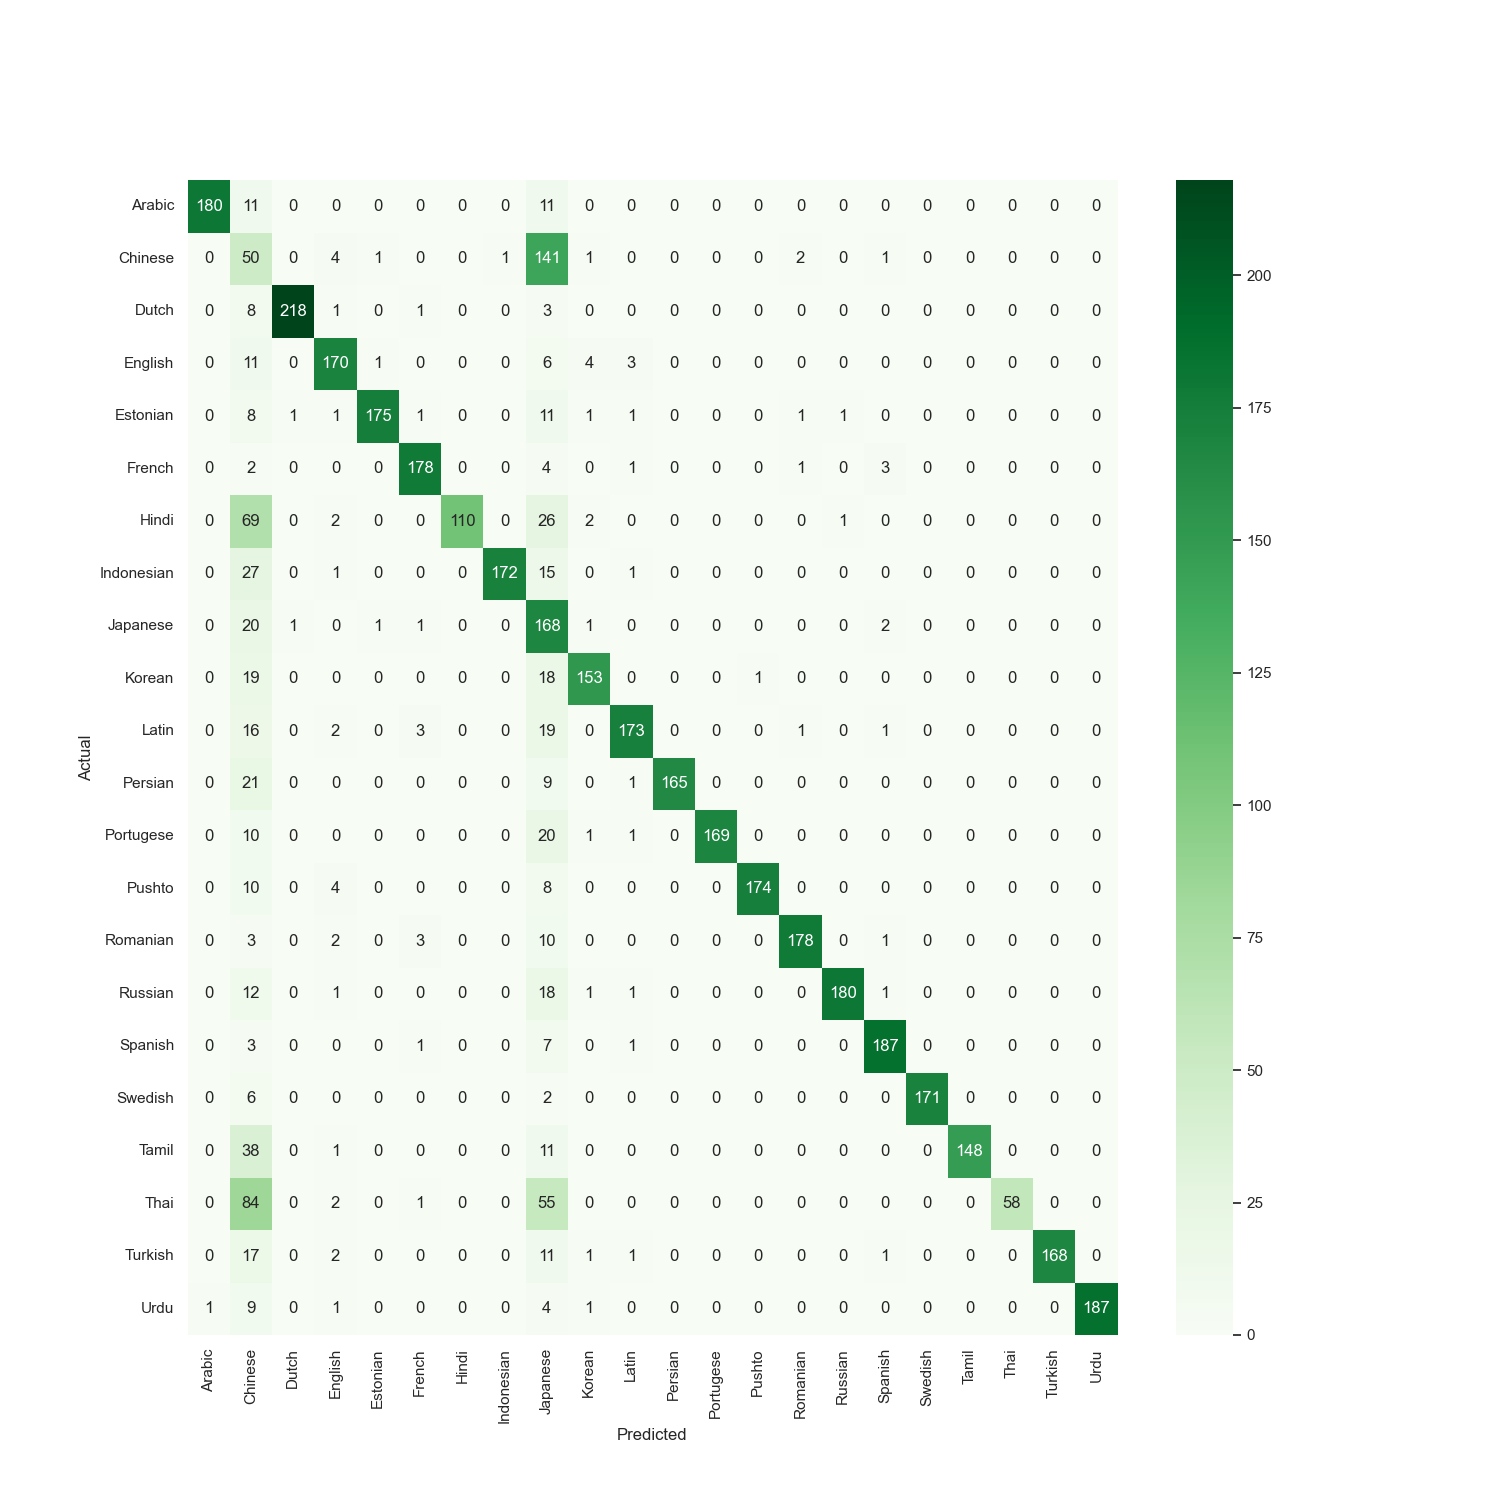 Arabic 180 11 0 0 0 0 0 0 11 0 0 0 0 0 0 0 0 0 0 0 0 0
Chinese 0 50 0 4 1 0 0 1 141 1 0 0 0 0 2 0 1 0 0 0 0 0
Dutch 0 8 218 1 0 1 0 0 3 0 0 0 0 0 0 0 0 0 0 0 0 0
English 0 11 0 170 1 0 0 0 6 4 3 0 0 0 0 0 0 0 0 0 0 0
Estonian 0 8 1 1 175 1 0 0 11 1 1 0 0 0 1 1 0 0 0 0 0 0
French 0 2 0 0 0 178 0 0 4 0 1 0 0 0 1 0 3 0 0 0 0 0
Hindi 0 69 0 2 0 0 110 0 26 2 0 0 0 0 0 1 0 0 0 0 0 0
Indonesian 0 27 0 1 0 0 0 172 15 0 1 0 0 0 0 0 0 0 0 0 0 0
Japanese 0 20 1 0 1 1 0 0 168 1 0 0 0 0 0 0 2 0 0 0 0 0
Korean 0 19 0 0 0 0 0 0 18 153 0 0 0 1 0 0 0 0 0 0 0 0
Latin 0 16 0 2 0 3 0 0 19 0 173 0 0 0 1 0 1 0 0 0 0 0
Persian 0 21 0 0 0 0 0 0 9 0 1 165 0 0 0 0 0 0 0 0 0 0
Portugese 0 10 0 0 0 0 0 0 20 1 1 0 169 0 0 0 0 0 0 0 0 0
Pushto 0 10 0 4 0 0 0 0 8 0 0 0 0 174 0 0 0 0 0 0 0 0
Romanian 0 3 0 2 0 3 0 0 10 0 0 0 0 0 178 0 1 0 0 0 0 0
Russian 0 12 0 1 0 0 0 0 18 1 1 0 0 0 0 180 1 0 0 0 0 0
Spanish 0 3 0 0 0 1 0 0 7 0 1 0 0 0 0 0 187 0 0 0 0 0
Swedish 0 6 0 0 0 0 0 0 2 0 0 0 0 0 0 0 0 171 0 0 0 0
Tamil 0 38 0 1 0 0 0 0 11 0 0 0 0 0 0 0 0 0 148 0 0 0
Thai 0 84 0 2 0 1 0 0 55 0 0 0 0 0 0 0 0 0 0 58 0 0
Turkish 0 17 0 2 0 0 0 0 11 1 1 0 0 0 0 0 1 0 0 0 168 0
Urdu 1 9 0 1 0 0 0 0 4 1 0 0 0 0 0 0 0 0 0 0 0 187
Arabic Chinese Dutch English Estonian French Hindi Indonesian Japanese Korean Latin Persian Portugese Pushto Romanian Russian Spanish Swedish Tamil Thai Turkish Urdu
Predicted
Actual
200
175
150
125
100
75
50
25
0